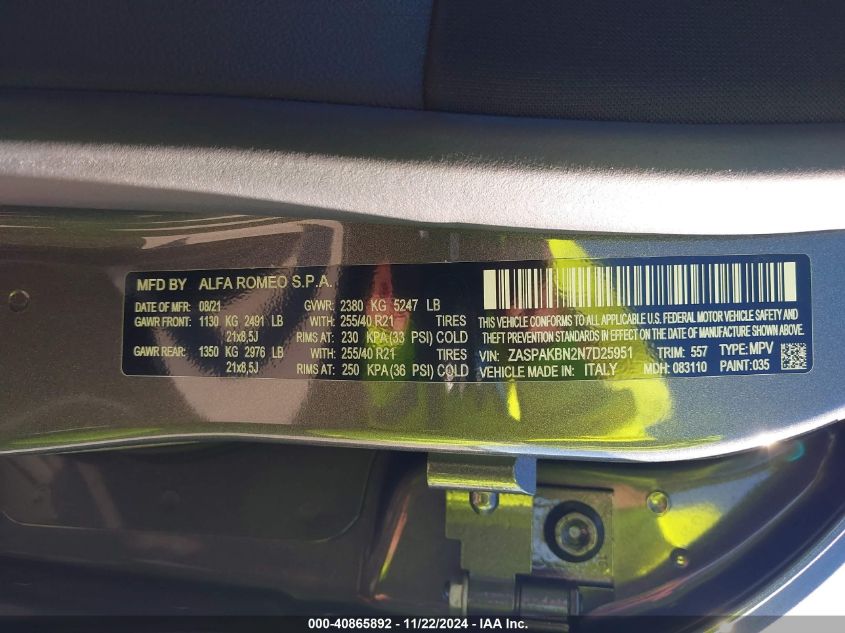 MFD BY ALFA ROMEO S.P.A.
DATE OF MFR: 08/21 GVWR: 2380 KG 5247 LB
GAWR FRONT: 1130 KG 2491 LB WITH: 255/40 R21 TIRES
21x8,5J RIMS AT: 230 KPA (33 PSI) COLD
GAWR REAR: 1350 KG 2976 LB WITH: 255/40 R21 TIRES
21x8,5J RIMS AT: 250 KPA (36 PSI) COLD
THIS VEHICLE CONFORMS TO ALL APPLICABLE U.S. FEDERAL MOTOR VEHICLE SAFETY AND
THEFT PREVENTION STANDARDS IN EFFECT ON THE DATE OF MANUFACTURE SHOWN ABOVE.
VIN: ZASPAKBN2N7D25951 TRIM: 557 TYPE: MPV
VEHICLE MADE IN: ITALY MDH: 083110 PAINT: 035
000-40865892 - 11/22/2024 - IAA Inc.